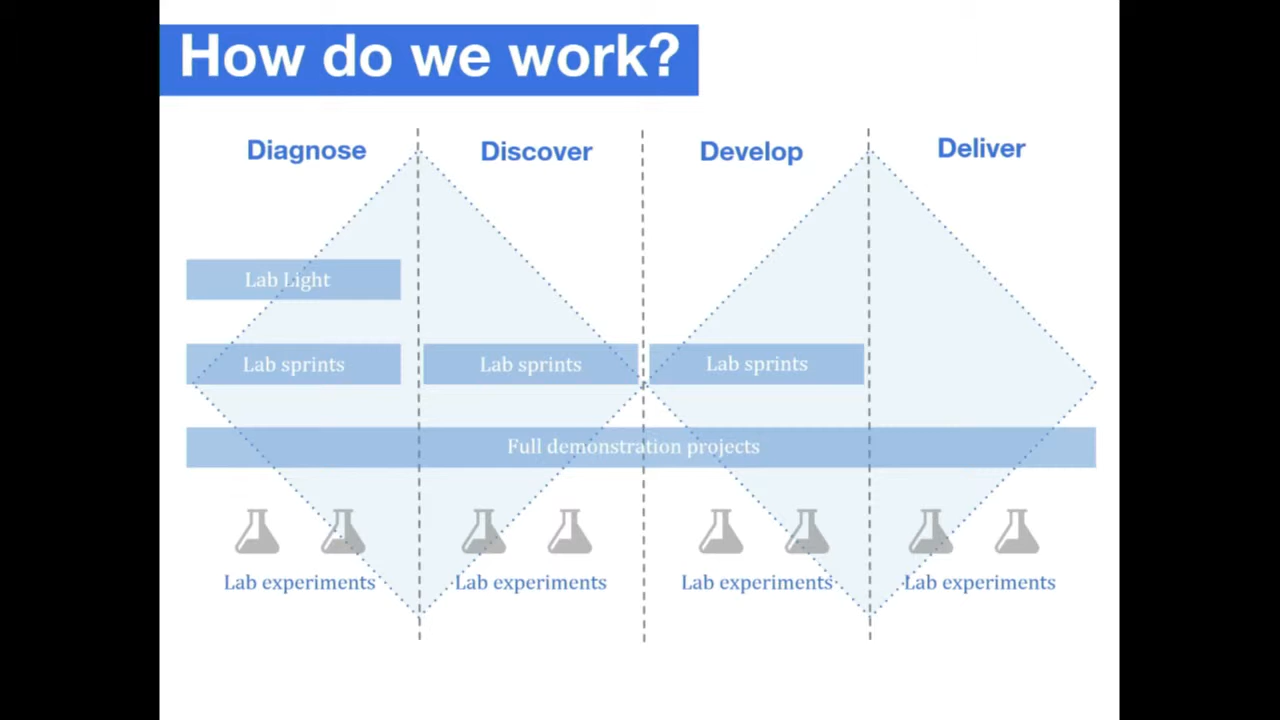 How do we work?
Diagnose
Discover
Develop
Deliver
Lab Light
Lab sprints
Lab sprints
Lab sprints
Full demonstration projects
Lab experiments
Lab experiments
Lab experiments
Lab experiments